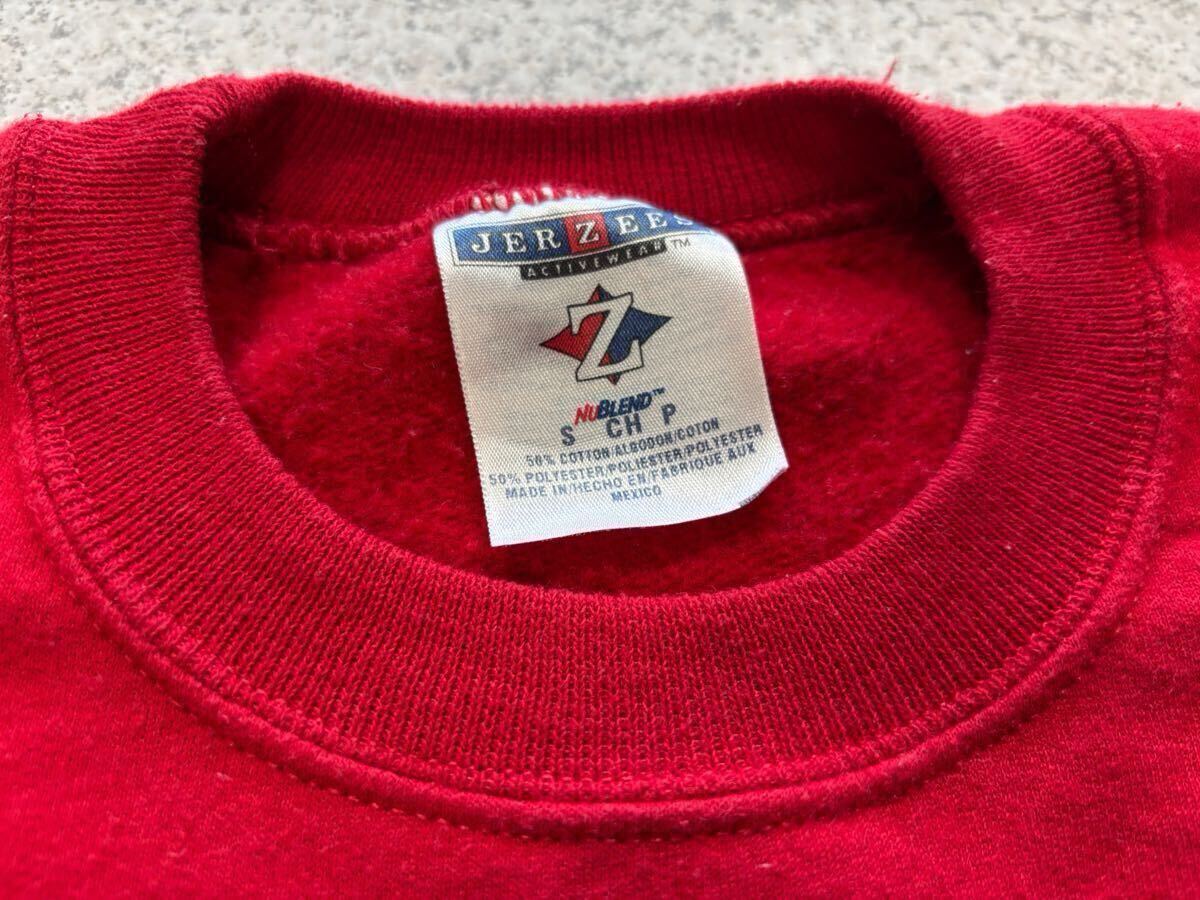 JERZEES
ACTIVEWEAR™
Z
NUBLEND™
S CH P
50% COTTON/ALGODON/COTON
50% POLYESTER/POLIESTER/POLYESTER
MADE IN/HECHO EN/FABRIQUE AUX
MEXICO